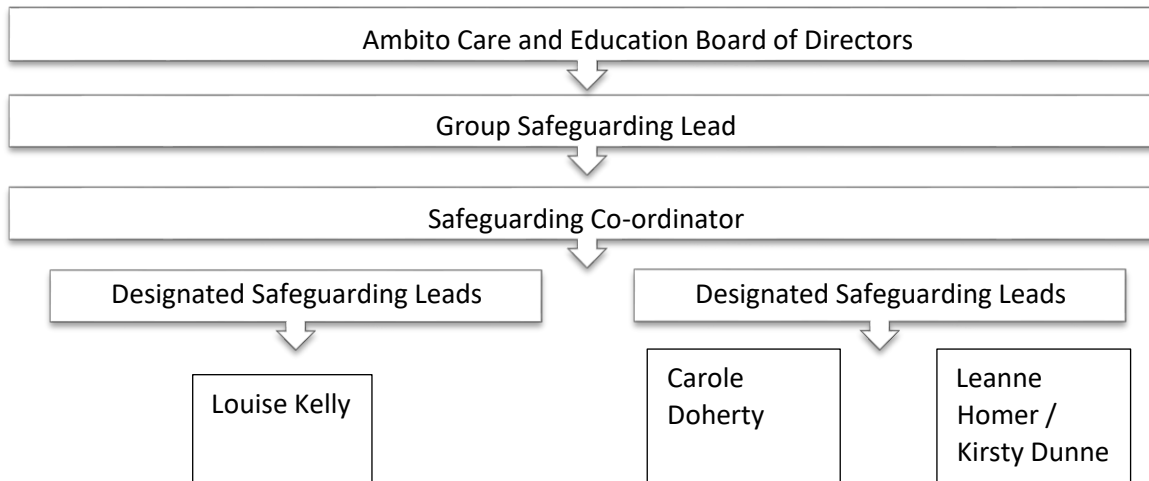 Ambito Care and Education Board of Directors
Group Safeguarding Lead
Safeguarding Co-ordinator
Designated Safeguarding Leads
Designated Safeguarding Leads
Louise Kelly
Carole
Doherty
Leanne
Homer /
Kirsty Dunne